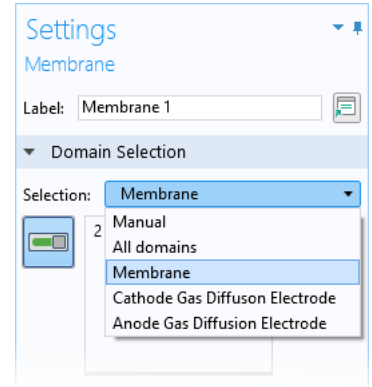 Settings
Membrane
Label: Membrane 1
Domain Selection
Selection: Membrane
2
Manual
All domains
Membrane
Cathode Gas Diffuson Electrode
Anode Gas Diffusion Electrode